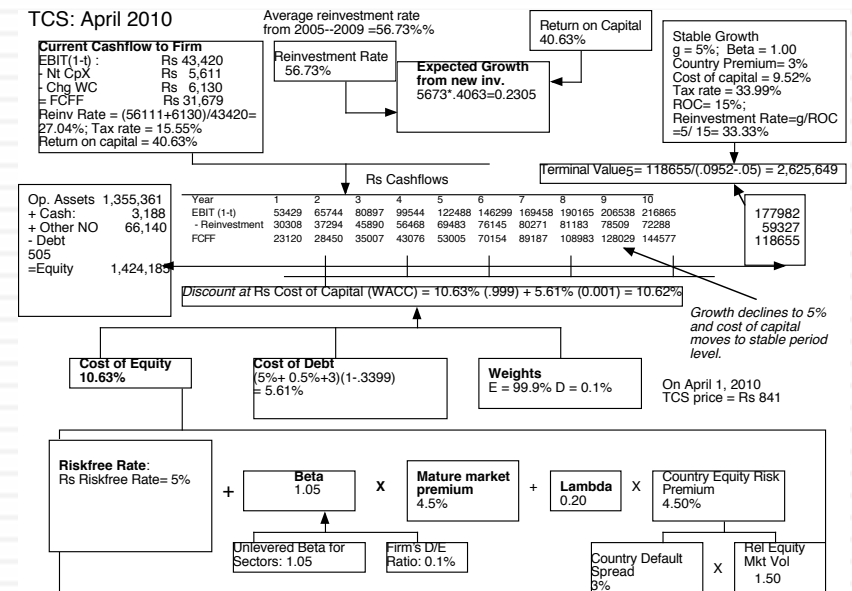 TCS: April 2010
Average reinvestment rate
from 2005--2009 =56.73%%
Return on Capital
40.63%
Current Cashflow to Firm
EBIT(1-t) : Rs 43,420
- Nt CpX Rs 5,611
- Chg WC Rs 6,130
= FCFF Rs 31,679
Reinv Rate = (56111+6130)/43420=
27.04%; Tax rate = 15.55%
Return on capital = 40.63%
Reinvestment Rate
56.73%
Expected Growth
from new inv.
5673*.4063=0.2305
Stable Growth
g = 5%; Beta = 1.00
Country Premium= 3%
Cost of capital = 9.52%
Tax rate = 33.99%
ROC= 15%;
Reinvestment Rate=g/ROC
=5/ 15= 33.33%
Terminal Value5= 118655/(.0952-.05) = 2,625,649
Rs Cashflows
Op. Assets 1,355,361
+ Cash: 3,188
+ Other NO 66,140
- Debt
505
=Equity 1,424,185
Year 1 2 3 4 5 6 7 8 9 10
EBIT (1-t) 53429 65744 80897 99544 122488 146299 169458 190165 206538 216865
- Reinvestment 30308 37294 45890 56468 69483 76145 80271 81183 78509 72288
FCFF 23120 28450 35007 43076 53005 70154 89187 108983 128029 144577
177982
59327
118655
Discount at Rs Cost of Capital (WACC) = 10.63% (.999) + 5.61% (0.001) = 10.62%
Growth declines to 5%
and cost of capital
moves to stable period
level.
Cost of Equity
10.63%
Cost of Debt
(5%+ 0.5%+3)(1-.3399)
= 5.61%
Weights
E = 99.9% D = 0.1%
On April 1, 2010
TCS price = Rs 841
Riskfree Rate:
Rs Riskfree Rate= 5%
+
Beta
1.05
X
Mature market
premium
4.5%
+
Lambda
0.20
X
Country Equity Risk
Premium
4.50%
Unlevered Beta for
Sectors: 1.05
Firm's D/E
Ratio: 0.1%
Country Default
Spread
3%
X
Rel Equity
Mkt Vol
1.50